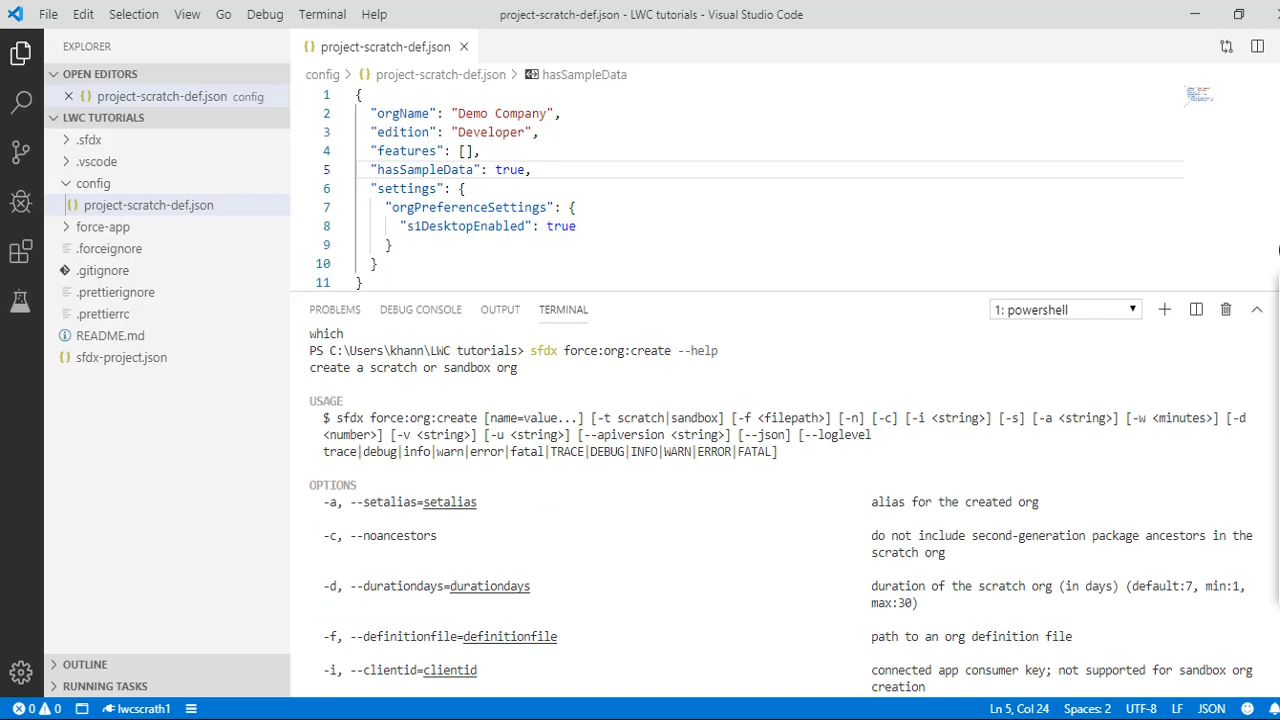 File Edit Selection View Go Debug Terminal Help project-scratch-def.json - LWC tutorials - Visual Studio Code
EXPLORER
OPEN EDITORS
project-scratch-def.json config
LWC TUTORIALS
.sfdx
.vscode
config
{} project-scratch-def.json
force-app
.forceignore
.gitignore
.prettierignore
.prettierrc
README.md
{} sfdx-project.json
OUTLINE
RUNNING TASKS
{} project-scratch-def.json
config > {} project-scratch-def.json > hasSampleData
1 {
2 "orgName": "Demo Company",
3 "edition": "Developer",
4 "features": [],
5 "hasSampleData": true,
6 "settings": {
7 "orgPreferenceSettings": {
8 "s1DesktopEnabled": true
9 }
10 }
11 }
PROBLEMS DEBUG CONSOLE OUTPUT TERMINAL 1: powershell
which
PS C:\Users\khann\LWC tutorials> sfdx force:org:create --help
create a scratch or sandbox org
USAGE
$ sfdx force:org:create [name=value...] [-t scratch|sandbox] [-f <filepath>] [-n] [-c] [-i <string>] [-s] [-a <string>] [-w <minutes>] [-d
<number>] [-v <string>] [-u <string>] [--apiversion <string>] [--json] [--loglevel
trace|debug|info|warn|error|fatal|TRACE|DEBUG|INFO|WARN|ERROR|FATAL]
OPTIONS
-a, --setalias=setalias alias for the created org
-c, --noancestors do not include second-generation package ancestors in the
scratch org
-d, --durationdays=durationdays duration of the scratch org (in days) (default:7, min:1,
max:30)
-f, --definitionfile=definitionfile path to an org definition file
-i, --clientid=clientid connected app consumer key; not supported for sandbox org
creation
0 0 lwcscrath1 Ln 5, Col 24 Spaces: 2 UTF-8 LF JSON